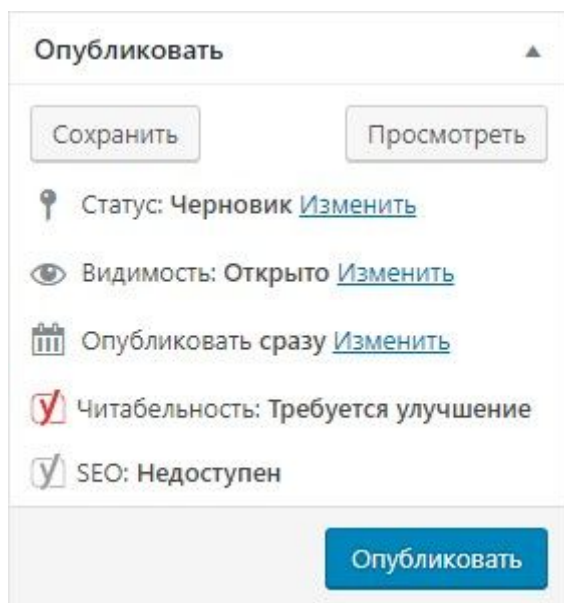 Опубликовать
Сохранить Просмотреть
Статус: Черновик Изменить
Видимость: Открыто Изменить
Опубликовать сразу Изменить
Читабельность: Требуется улучшение
SEO: Недоступен
Опубликовать